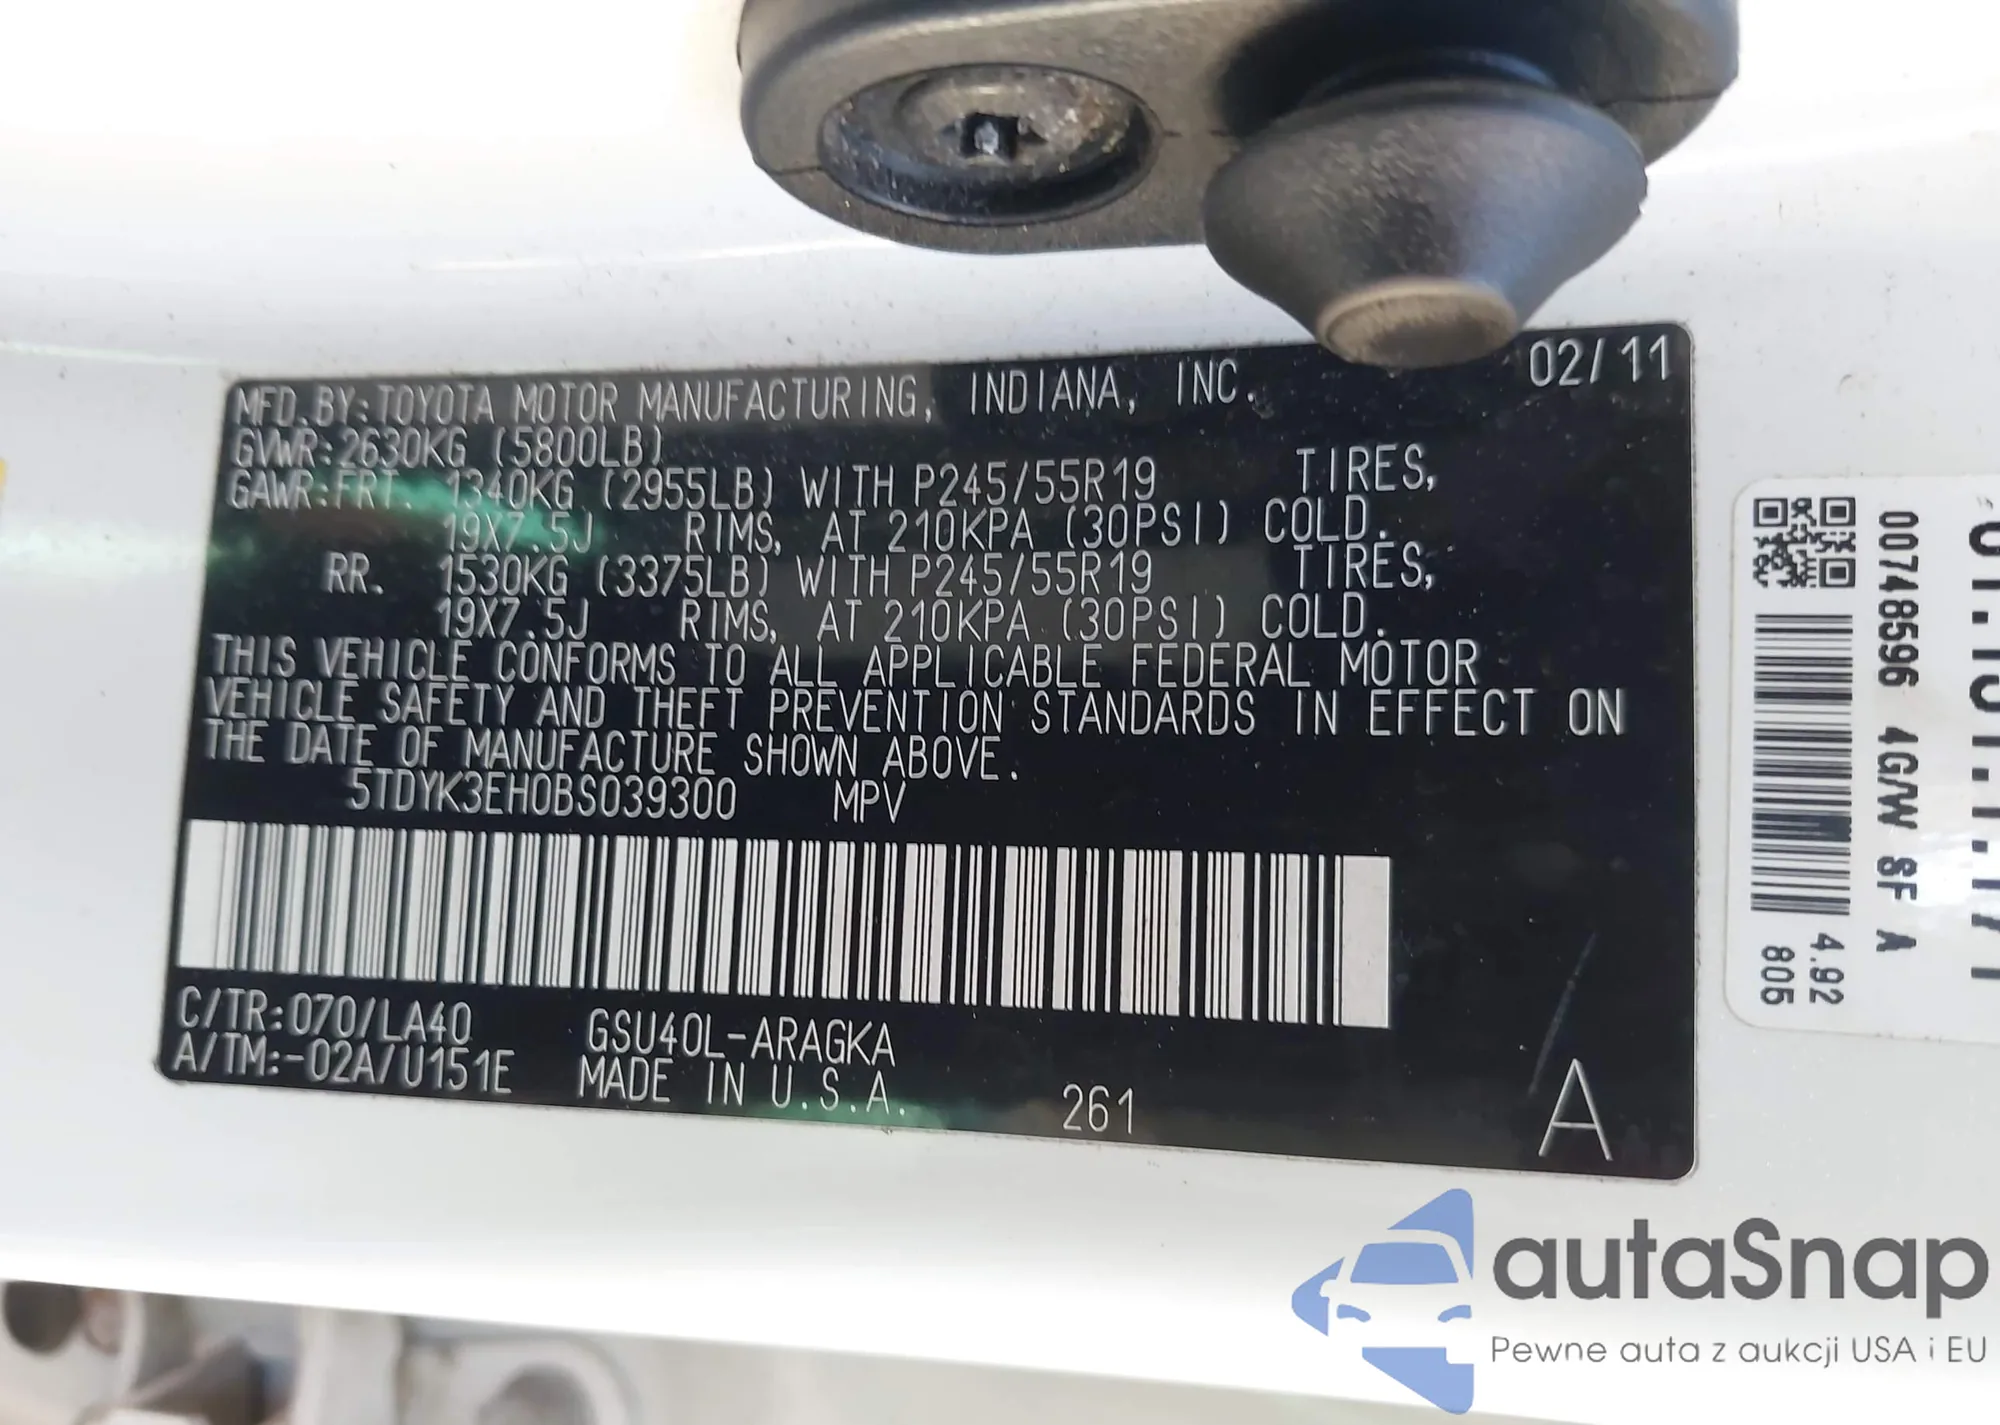 MFD.BY:TOYOTA MOTOR MANUFACTURING, INDIANA, INC. 02/11
GVWR:2630KG (5800LB)
GAWR:FRT. 1340KG (2955LB) WITH P245/55R19 TIRES,
19X7.5J RIMS, AT 210KPA (30PSI) COLD.
RR. 1530KG (3375LB) WITH P245/55R19 TIRES,
19X7.5J RIMS, AT 210KPA (30PSI) COLD.
THIS VEHICLE CONFORMS TO ALL APPLICABLE FEDERAL MOTOR
VEHICLE SAFETY AND THEFT PREVENTION STANDARDS IN EFFECT ON
THE DATE OF MANUFACTURE SHOWN ABOVE.
5TDYK3EH0BS039300 MPV
C/TR:070/LA40 GSU40L-ARAGKA
A/TM:-02A/U151E MADE IN U.S.A. 261 A
00748596 4G/W 8F A
4.92
805
autaSnap
Pewne auta z aukcji USA i EU